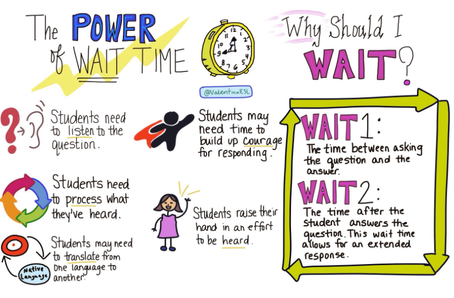 The POWER
of WAIT TIME
@ValentinaESL
Why Should I
WAIT?
Students need
to listen to the
question.
Students may
need time to
build up courage
for responding.
Students need
to process what
they've heard.
Students raise their
hand in an effort
to be heard.
Students may need
to translate from
one language to
another.
Native
Language
WAIT 1:
The time between asking
the question and the
answer.
WAIT 2:
The time after the
student answers the
question. This wait time
allows for an extended
response.